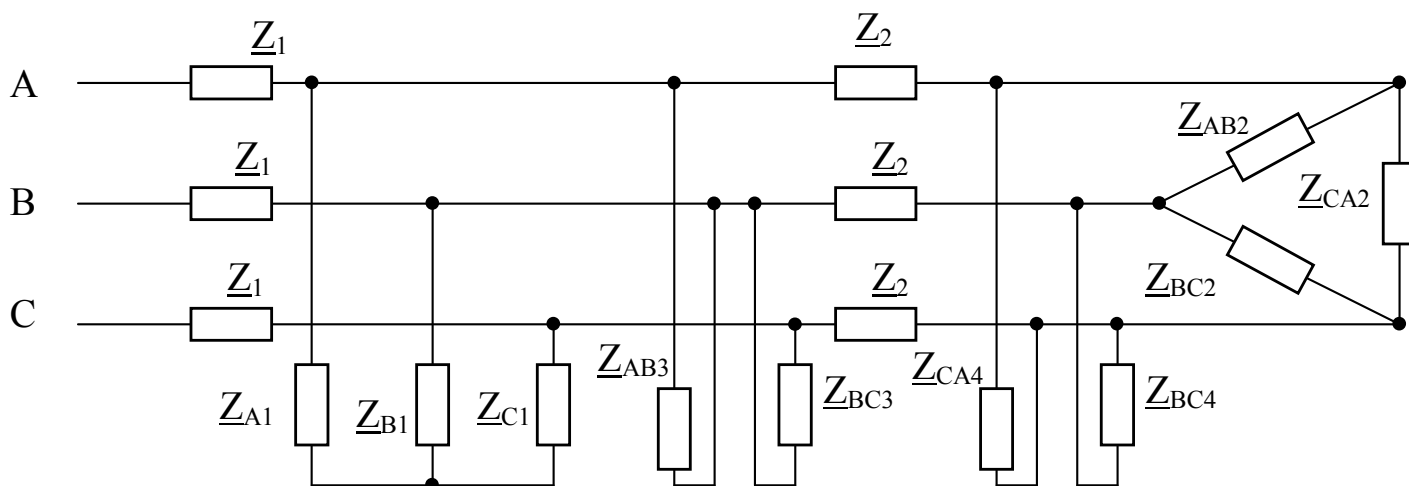 Z1 Z2
A
ZAB2
Z1 Z2
B
ZCA2
Z1 Z2
ZBC2
C
ZAB3 ZCA4
ZA1 ZB1 ZC1 ZBC3 ZBC4